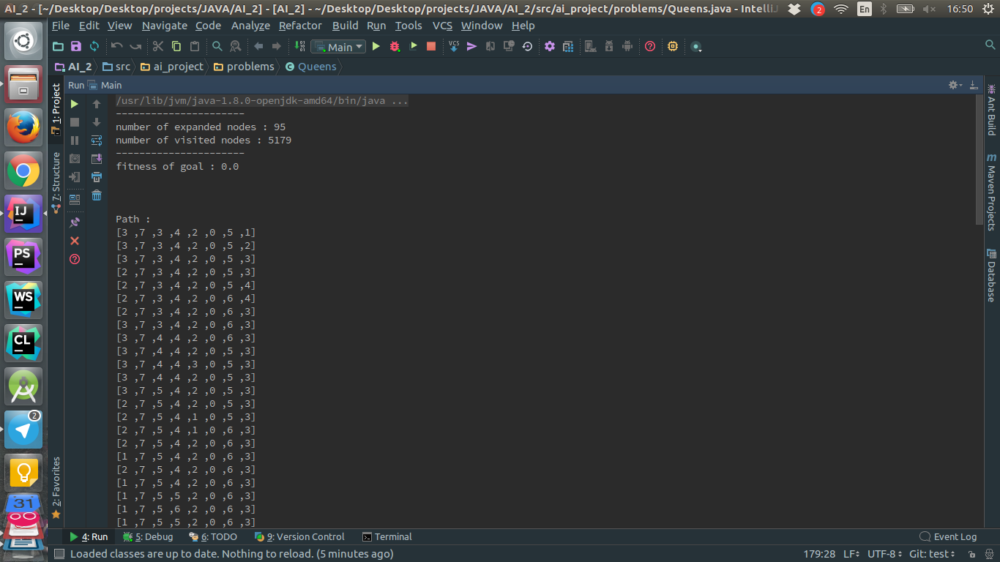 AI_2 - [~/Desktop/Desktop/projects/JAVA/AI_2] - [AI_2] - ~/Desktop/Desktop/projects/JAVA/AI_2/src/ai_project/problems/Queens.java - IntelliJ
2
En
16:50
File Edit View Navigate Code Analyze Refactor Build Run Tools VCS Window Help
Main
VCS
AI_2 src ai_project problems Queens
Run Main
1: Project
7: Structure
2: Favorites
Ant Build
Maven Projects
Database
IJ
PS
WS
CL
2
31
/usr/lib/jvm/java-1.8.0-openjdk-amd64/bin/java ...
----------------------
number of expanded nodes : 95
number of visited nodes : 5179
----------------------
fitness of goal : 0.0
Path :
[3 ,7 ,3 ,4 ,2 ,0 ,5 ,1]
[3 ,7 ,3 ,4 ,2 ,0 ,5 ,2]
[3 ,7 ,3 ,4 ,2 ,0 ,5 ,3]
[2 ,7 ,3 ,4 ,2 ,0 ,5 ,3]
[2 ,7 ,3 ,4 ,2 ,0 ,5 ,4]
[2 ,7 ,3 ,4 ,2 ,0 ,6 ,4]
[2 ,7 ,3 ,4 ,2 ,0 ,6 ,3]
[3 ,7 ,3 ,4 ,2 ,0 ,6 ,3]
[3 ,7 ,4 ,4 ,2 ,0 ,6 ,3]
[3 ,7 ,4 ,4 ,2 ,0 ,5 ,3]
[3 ,7 ,4 ,4 ,3 ,0 ,5 ,3]
[3 ,7 ,4 ,4 ,2 ,0 ,5 ,3]
[3 ,7 ,5 ,4 ,2 ,0 ,5 ,3]
[2 ,7 ,5 ,4 ,2 ,0 ,5 ,3]
[2 ,7 ,5 ,4 ,1 ,0 ,5 ,3]
[2 ,7 ,5 ,4 ,1 ,0 ,6 ,3]
[2 ,7 ,5 ,4 ,2 ,0 ,6 ,3]
[1 ,7 ,5 ,4 ,2 ,0 ,6 ,3]
[2 ,7 ,5 ,4 ,2 ,0 ,6 ,3]
[1 ,7 ,5 ,4 ,2 ,0 ,6 ,3]
[1 ,7 ,5 ,5 ,2 ,0 ,6 ,3]
[1 ,7 ,5 ,6 ,2 ,0 ,6 ,3]
[1 ,7 ,5 ,5 ,2 ,0 ,6 ,3]
4: Run 5: Debug 6: TODO 9: Version Control Terminal Event Log
Loaded classes are up to date. Nothing to reload. (5 minutes ago) 179:28 LF UTF-8 Git: test